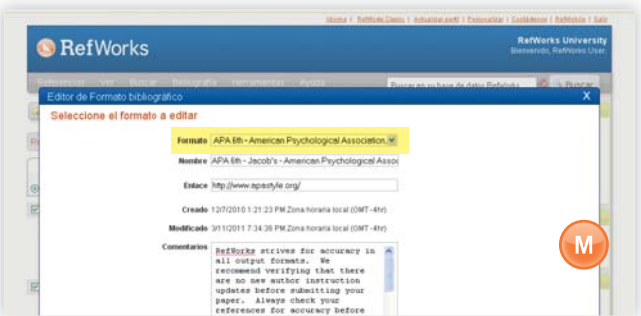 Idioma | RefWorks Classic | Actualizar perfil | Personalizar | Contáctenos | RefMobile | Salir
RefWorks
RefWorks University
Bienvenido, RefWorks User.
Referencias Ver Buscar Bibliografía Herramientas Ayuda
Buscar en su base de datos RefWorks
> Buscar
Editor de Formato bibliográfico
X
Seleccione el formato a editar
Formato APA 6th - American Psychological Association,
Nombre APA 6th - Jacob's - American Psychological Assoc
Enlace http://www.apastyle.org/
Creado 12/7/2010 1:21:23 PM Zona horaria local (GMT -4hr)
Modificado 3/11/2011 7:34:36 PM Zona horaria local (GMT -4hr)
Comentarios RefWorks strives for accuracy in
all output formats. We
recommend verifying that there
are no new author instruction
updates before submitting your
paper. Always check your
references for accuracy before
M